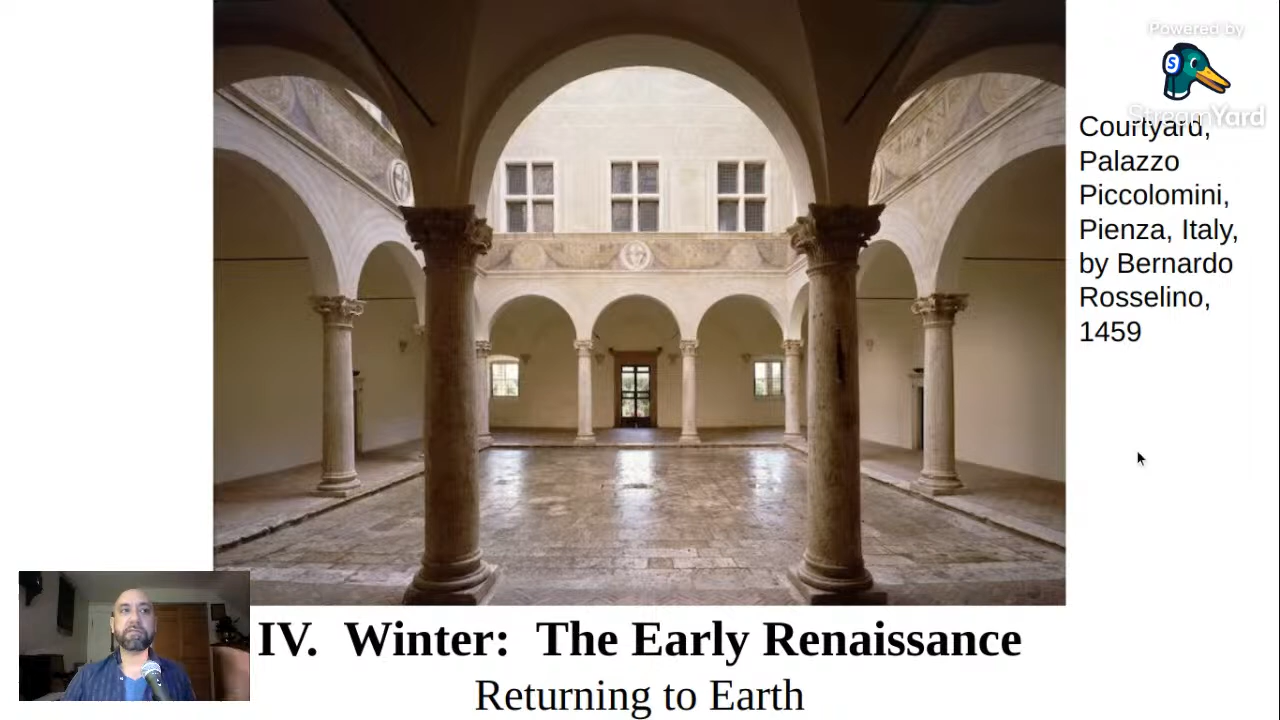 Powered by
StreamYard
Courtyard,
Palazzo
Piccolomini,
Pienza, Italy,
by Bernardo
Rosselino,
1459
IV. Winter: The Early Renaissance
Returning to Earth